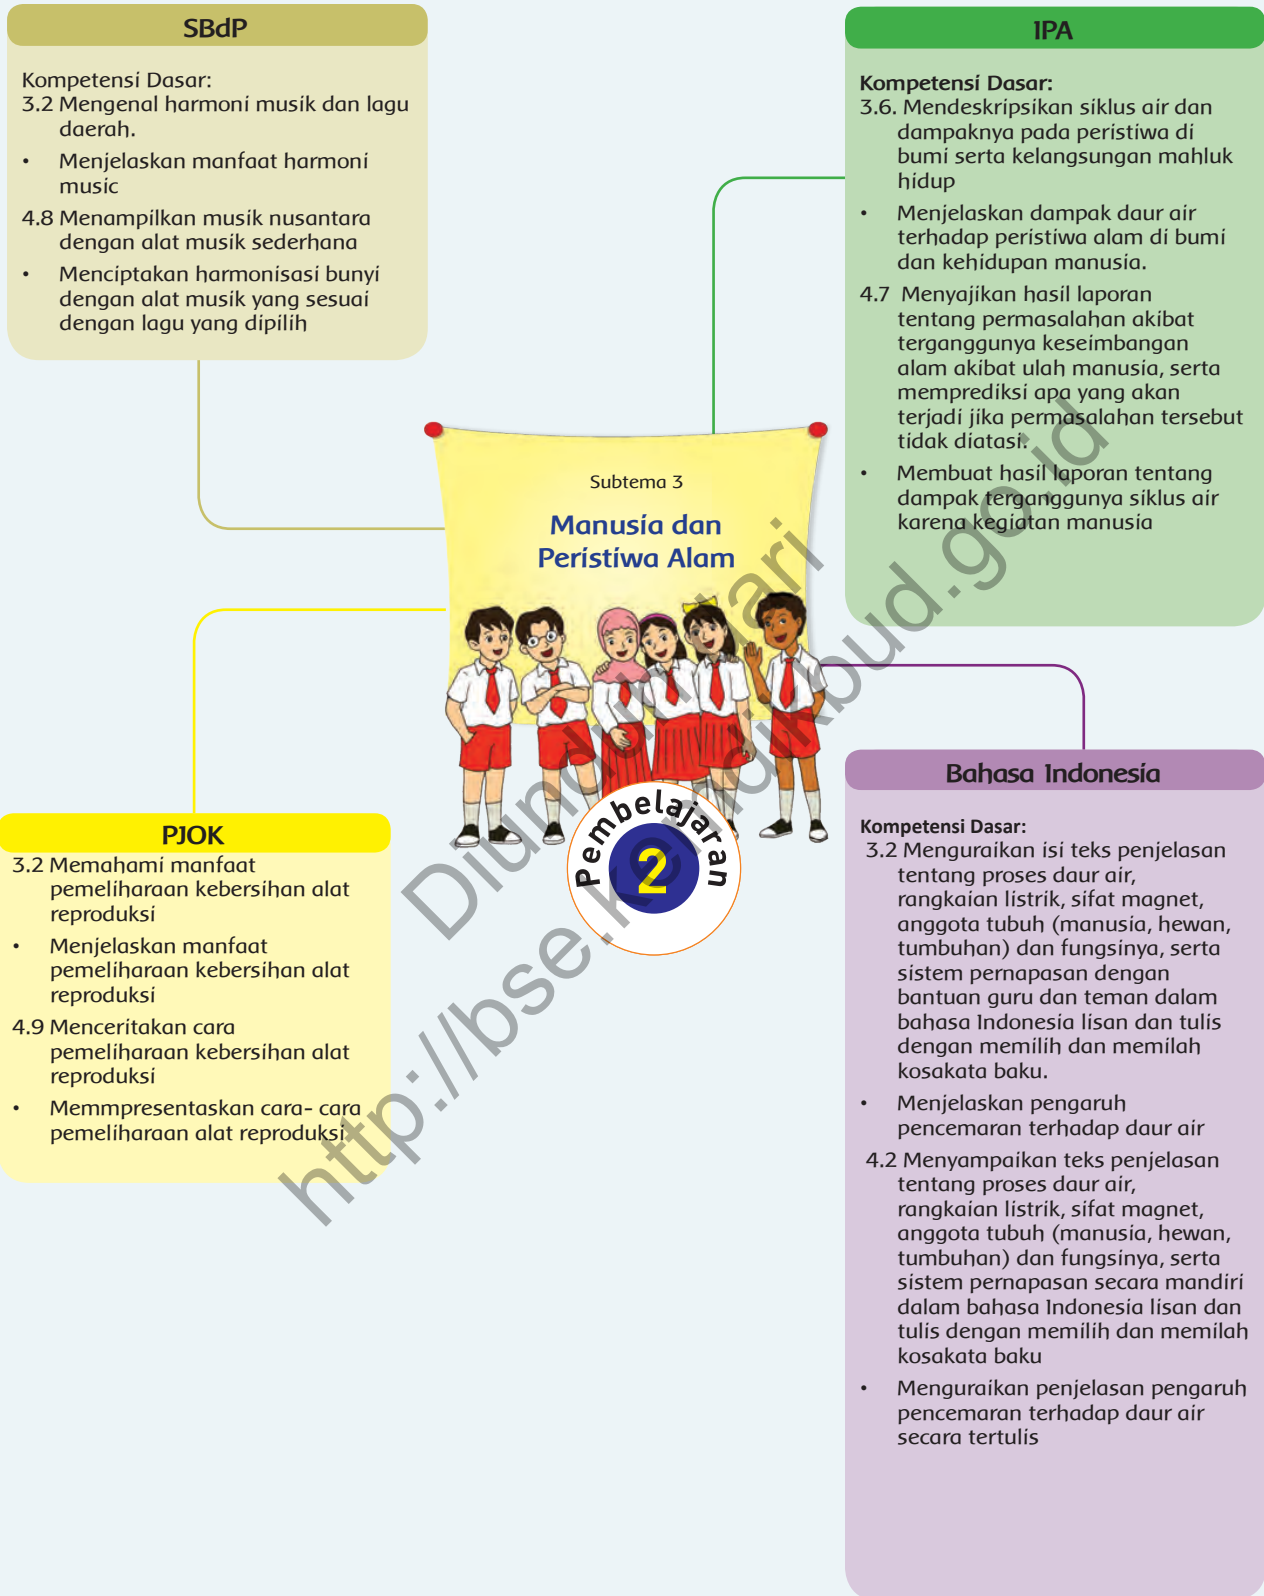 SBdP
Kompetensi Dasar:
3.2 Mengenal harmoni musik dan lagu
daerah.
• Menjelaskan manfaat harmoni
music
4.8 Menampilkan musik nusantara
dengan alat musik sederhana
• Menciptakan harmonisasi bunyi
dengan alat musik yang sesuai
dengan lagu yang dipilih
IPA
Kompetensi Dasar:
3.6. Mendeskripsikan siklus air dan
dampaknya pada peristiwa di
bumi serta kelangsungan mahluk
hidup
• Menjelaskan dampak daur air
terhadap peristiwa alam di bumi
dan kehidupan manusia.
4.7 Menyajikan hasil laporan
tentang permasalahan akibat
terganggunya keseimbangan
alam akibat ulah manusia, serta
memprediksi apa yang akan
terjadi jika permasalahan tersebut
tidak diatasi.
• Membuat hasil laporan tentang
dampak terganggunya siklus air
karena kegiatan manusia
Subtema 3
Manusia dan
Peristiwa Alam
Pembelajaran
2
PJOK
3.2 Memahami manfaat
pemeliharaan kebersihan alat
reproduksi
• Menjelaskan manfaat
pemeliharaan kebersihan alat
reproduksi
4.9 Menceritakan cara
pemeliharaan kebersihan alat
reproduksi
• Memmpresentaskan cara- cara
pemeliharaan alat reproduksi
Bahasa Indonesia
Kompetensi Dasar:
3.2 Menguraikan isi teks penjelasan
tentang proses daur air,
rangkaian listrik, sifat magnet,
anggota tubuh (manusia, hewan,
tumbuhan) dan fungsinya, serta
sistem pernapasan dengan
bantuan guru dan teman dalam
bahasa Indonesia lisan dan tulis
dengan memilih dan memilah
kosakata baku.
• Menjelaskan pengaruh
pencemaran terhadap daur air
4.2 Menyampaikan teks penjelasan
tentang proses daur air,
rangkaian listrik, sifat magnet,
anggota tubuh (manusia, hewan,
tumbuhan) dan fungsinya, serta
sistem pernapasan secara mandiri
dalam bahasa Indonesia lisan dan
tulis dengan memilih dan memilah
kosakata baku
• Menguraikan penjelasan pengaruh
pencemaran terhadap daur air
secara tertulis
Diunduh dari
http://bse.kemdikbud.go.id